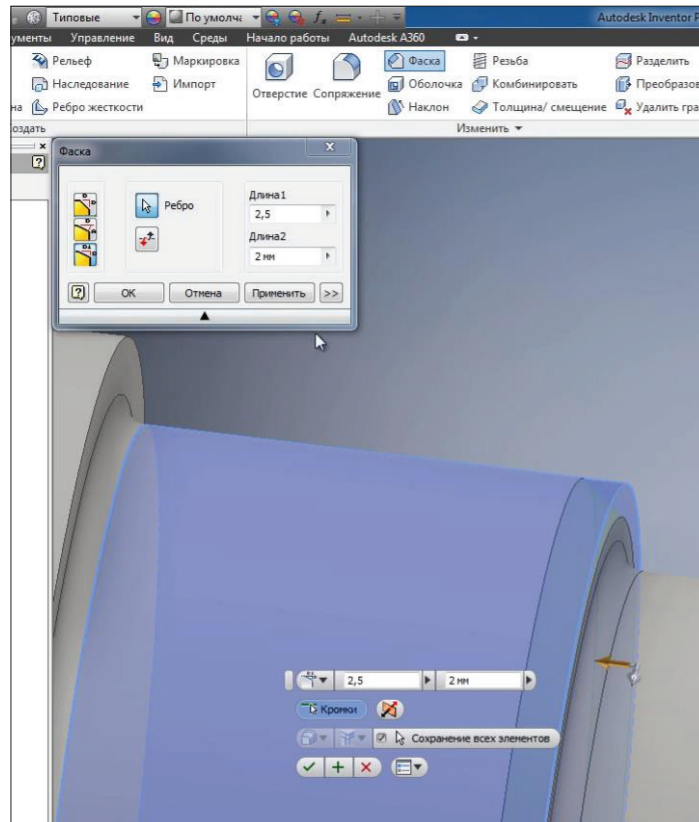 Типовые По умолча fx Autodesk Inventor P
ументы Управление Вид Среды Начало работы Autodesk A360
Рельеф Маркировка Фаска Резьба Разделить
Наследование Импорт Отверстие Сопряжение Оболочка Комбинировать Преобразов
на Ребро жесткости Наклон Толщина/ смещение Удалить гра
оздать Изменить
Фаска
Ребро
Длина1
2,5
Длина2
2 мм
ОК Отмена Применить >>
2,5 2 мм
Кромки
Сохранение всех элементов